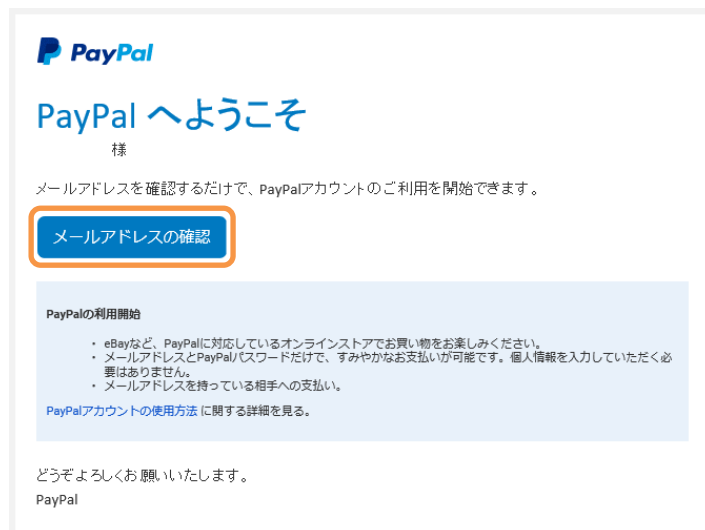 PayPal
PayPal へようこそ
様
メールアドレスを確認するだけで、PayPalアカウントのご利用を開始できます。
メールアドレスの確認
PayPalの利用開始
・ eBayなど、PayPalに対応しているオンラインストアでお買い物をお楽しみください。
・ メールアドレスとPayPalパスワードだけで、すみやかなお支払いが可能です。個人情報を入力していただく必
要はありません。
・ メールアドレスを持っている相手への支払い。
PayPalアカウントの使用方法 に関する詳細を見る。
どうぞよろしくお願いいたします。
PayPal